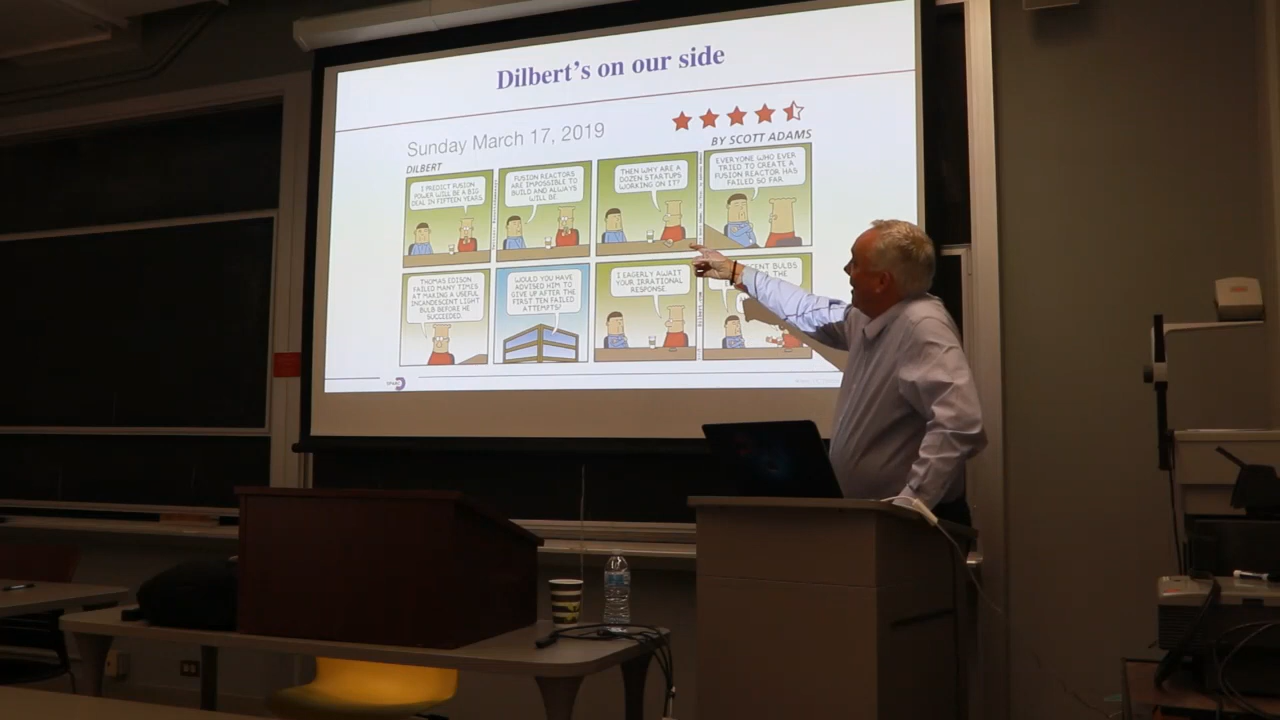 Dilbert's on our side
Sunday March 17, 2019
DILBERT
BY SCOTT ADAMS
I PREDICT FUSION
POWER WILL BE A BIG
DEAL IN FIFTEEN YEARS.
FUSION REACTORS
ARE IMPOSSIBLE TO
BUILD AND ALWAYS
WILL BE.
THEN WHY ARE A
DOZEN STARTUPS
WORKING ON IT?
EVERYONE WHO EVER
TRIED TO CREATE A
FUSION REACTOR HAS
FAILED SO FAR.
THOMAS EDISON
FAILED MANY TIMES
AT MAKING A USEFUL
INCANDESCENT LIGHT
BULB BEFORE HE
SUCCEEDED.
WOULD YOU HAVE
ADVISED HIM TO
GIVE UP AFTER THE
FIRST TEN FAILED
ATTEMPTS?
I EAGERLY AWAIT
YOUR IRRATIONAL
RESPONSE.
BULBS
THE
SPARC